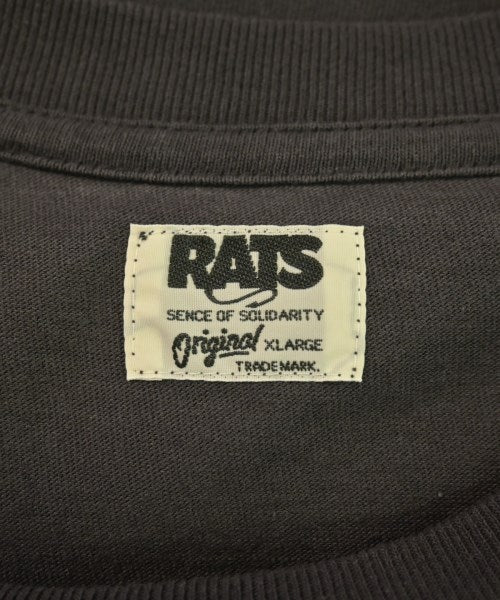 RATS
SENCE OF SOLIDARITY
Original XLARGE
TRADEMARK.